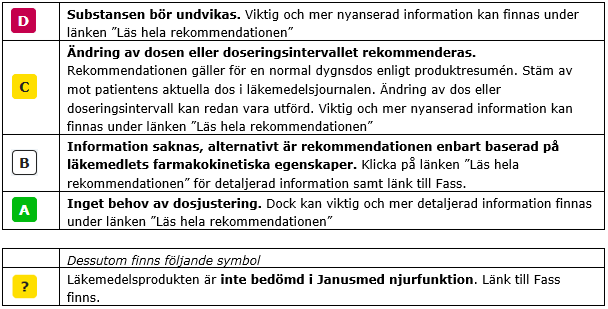 D Substansen bör undvikas. Viktig och mer nyanserad information kan finnas under
länken ”Läs hela rekommendationen”
Ändring av dosen eller doseringsintervallet rekommenderas.
Rekommendationen gäller för en normal dygnsdos enligt produktresumén. Stäm av
C mot patientens aktuella dos i läkemedelsjournalen. Ändring av dos eller
doseringsintervall kan redan vara utförd. Viktig och mer nyanserad information kan
finnas under länken ”Läs hela rekommendationen”
Information saknas, alternativt är rekommendationen enbart baserad på
B läkemedlets farmakokinetiska egenskaper. Klicka på länken ”Läs hela
rekommendationen” för detaljerad information samt länk till Fass.
A Inget behov av dosjustering. Dock kan viktig och mer detaljerad information finnas
under länken ”Läs hela rekommendationen”
Dessutom finns följande symbol
? Läkemedelsprodukten är inte bedömd i Janusmed njurfunktion. Länk till Fass
finns.